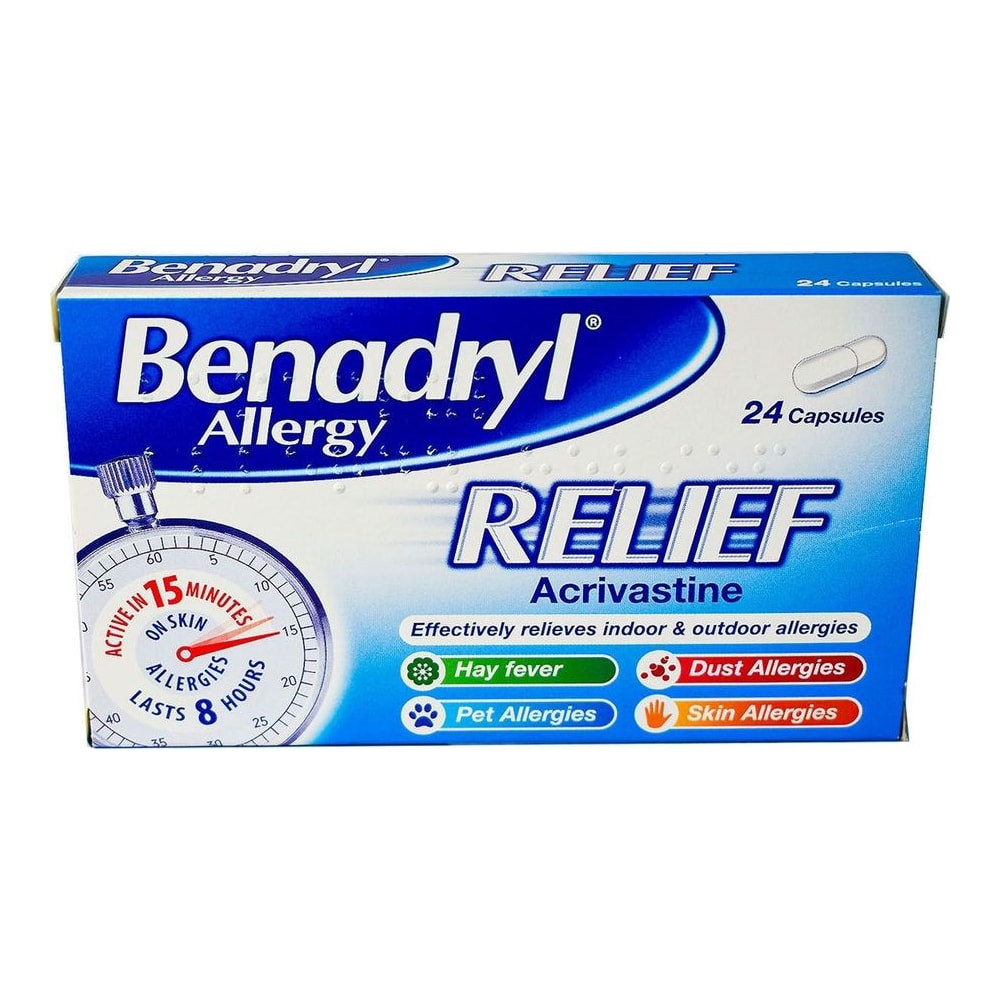 Benadryl®
Allergy
RELIEF
24 Capsules
Benadryl®
Allergy
24 Capsules
RELIEF
Acrivastine
Effectively relieves indoor & outdoor allergies
Hay fever
Dust Allergies
Pet Allergies
Skin Allergies
ACTIVE IN 15 MINUTES
ON SKIN
ALLERGIES
LASTS 8 HOURS
60
5
10
15
20
25
30
35
40
55